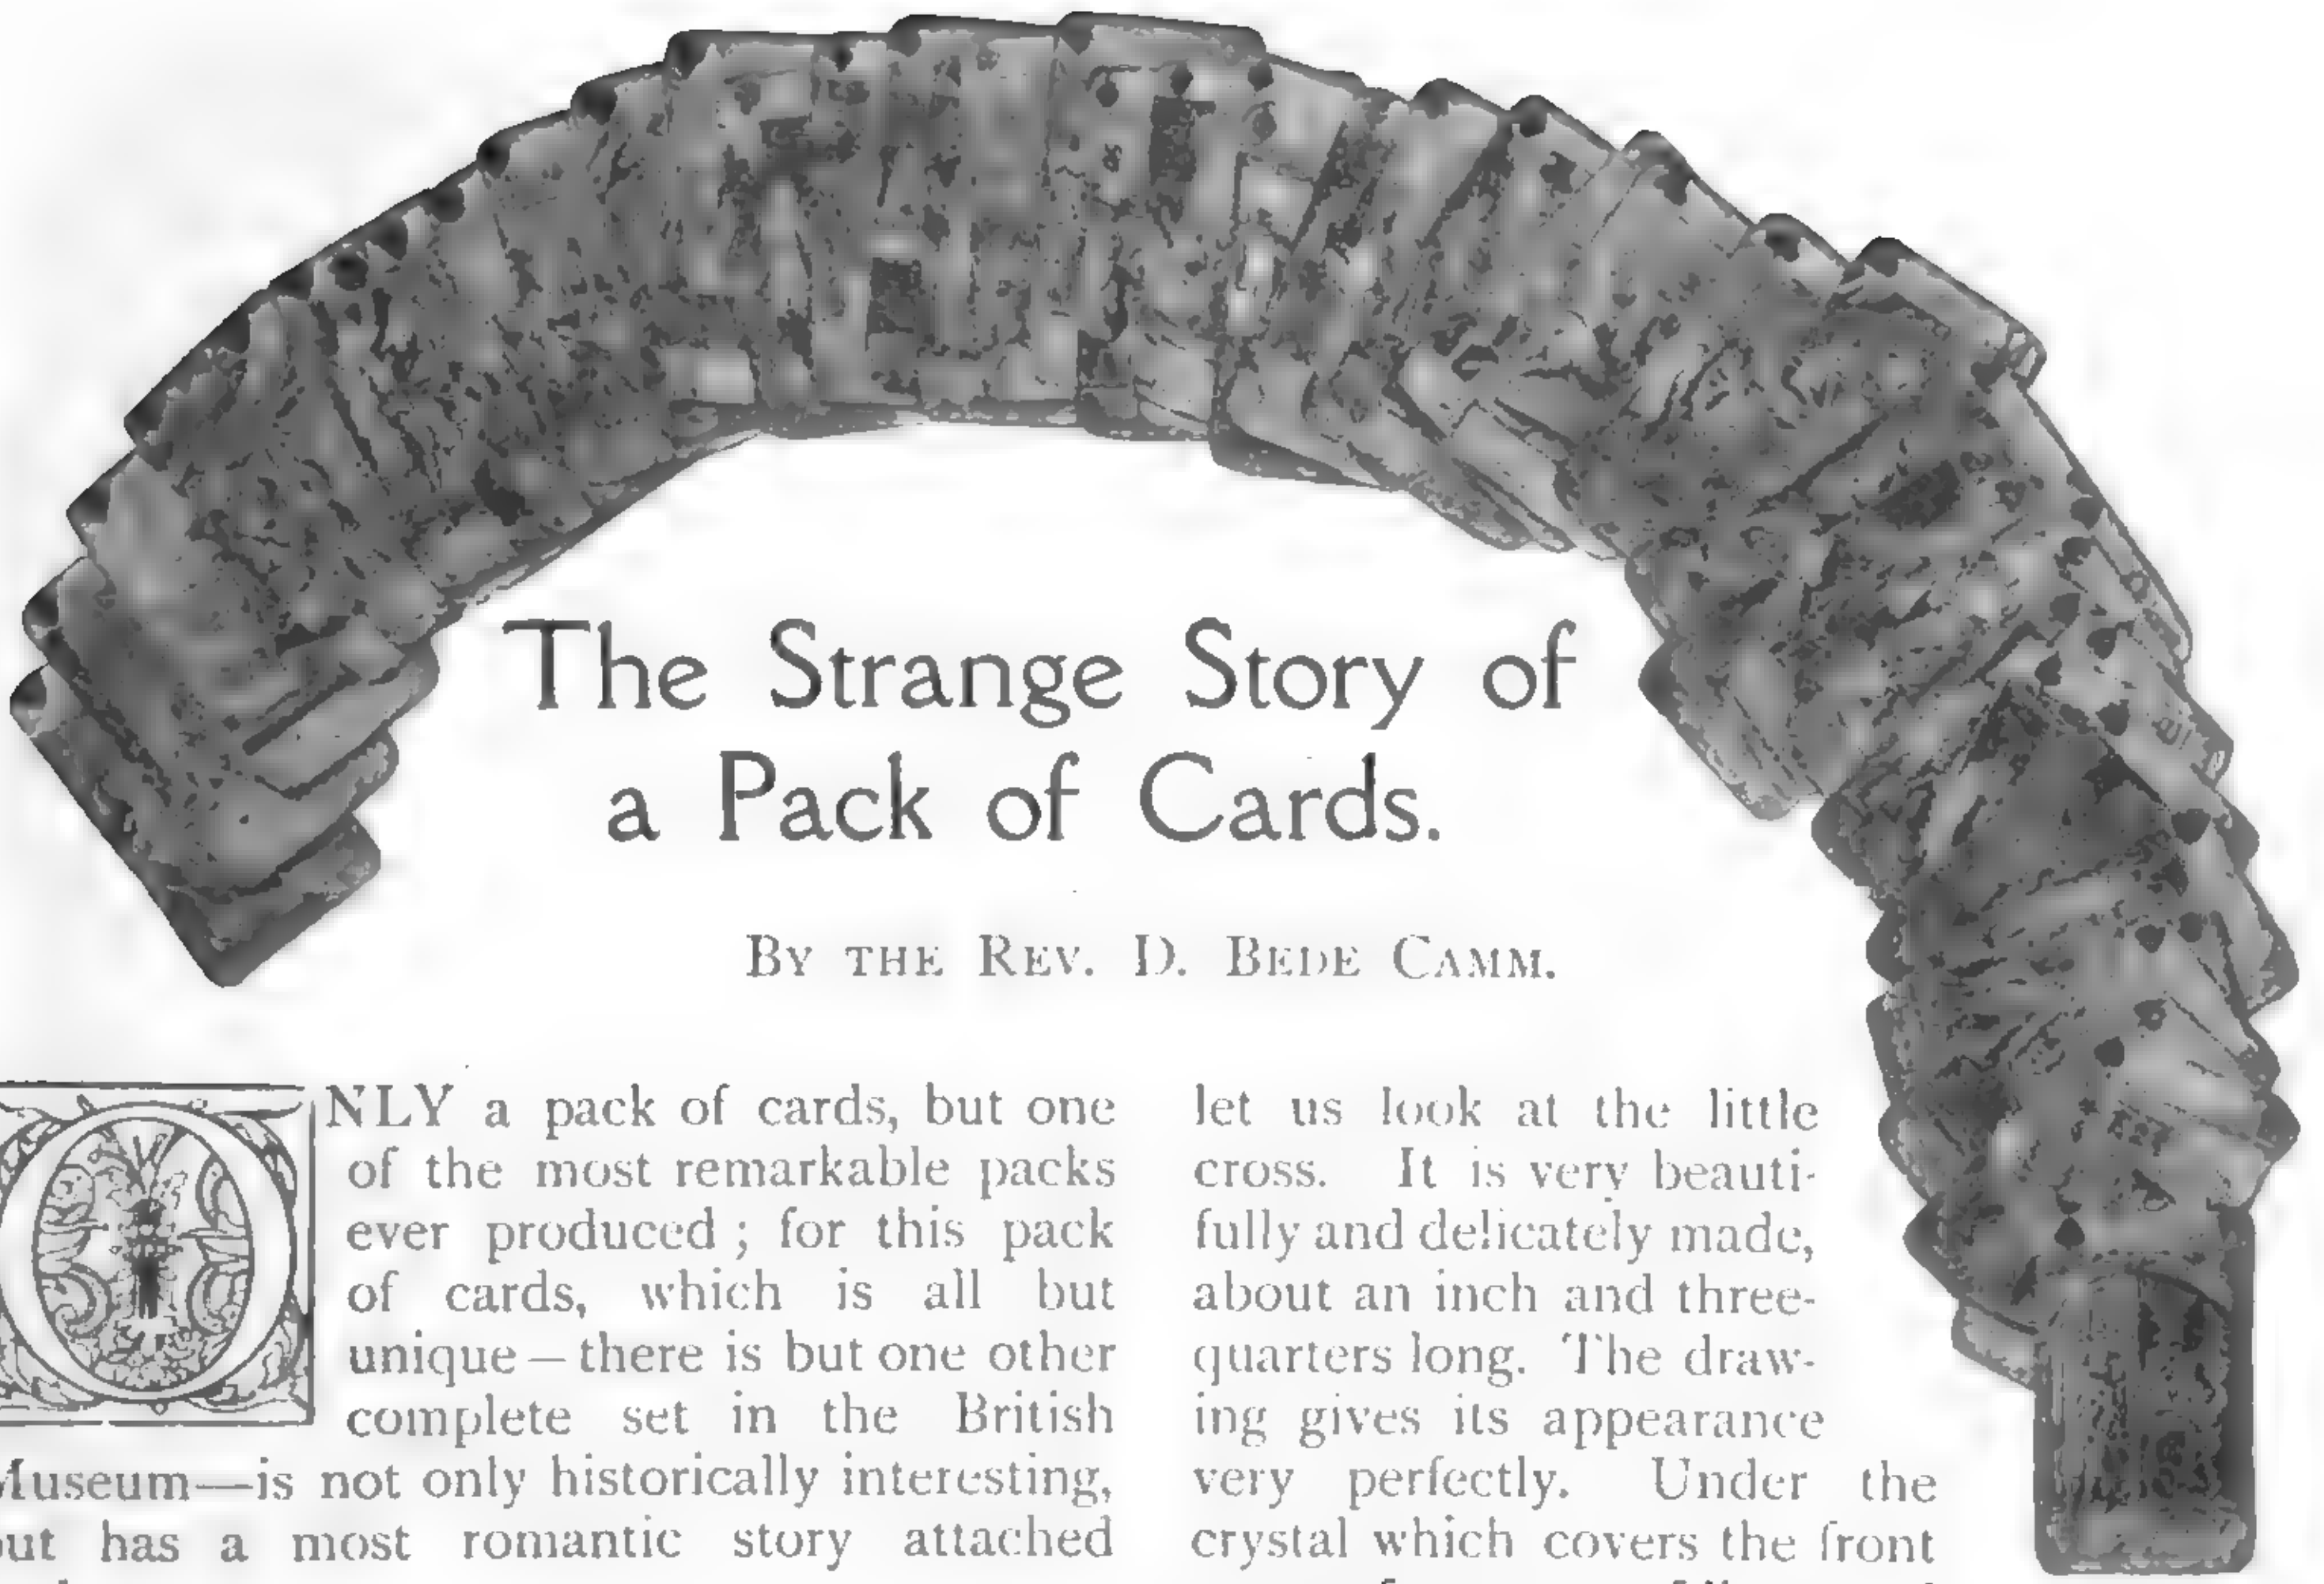 The Strange Story of
a Pack of Cards.
BY THE REV. D. BEDE CAMM.
ONLY a pack of cards, but one
of the most remarkable packs
ever produced ; for this pack
of cards, which is all but
unique — there is but one other
complete set in the British
Museum—is not only historically interesting,
but has a most romantic story attached
let us look at the little
cross. It is very beauti-
fully and delicately made,
about an inch and three-
quarters long. The draw-
ing gives its appearance
very perfectly. Under the
crystal which covers the front